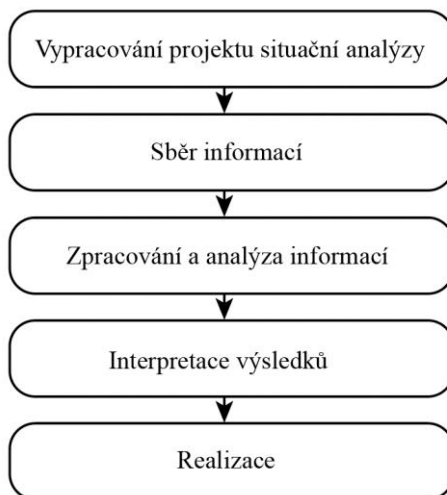 Vypracování projektu situační analýzy
Sběr informací
Zpracování a analýza informací
Interpretace výsledků
Realizace